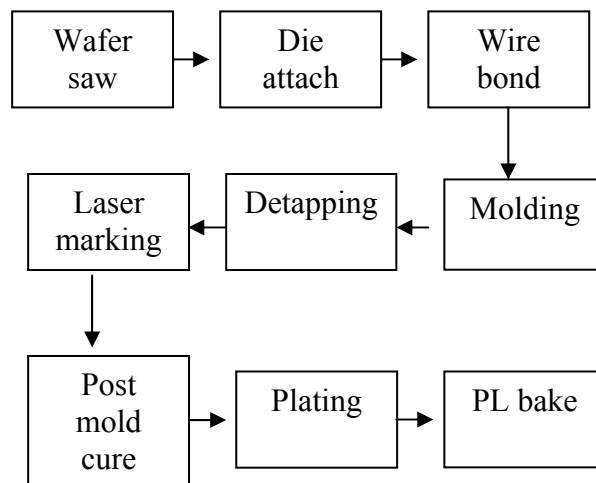 Wafer
saw
Die
attach
Wire
bond
Molding
Detapping
Laser
marking
Post
mold
cure
Plating
PL bake